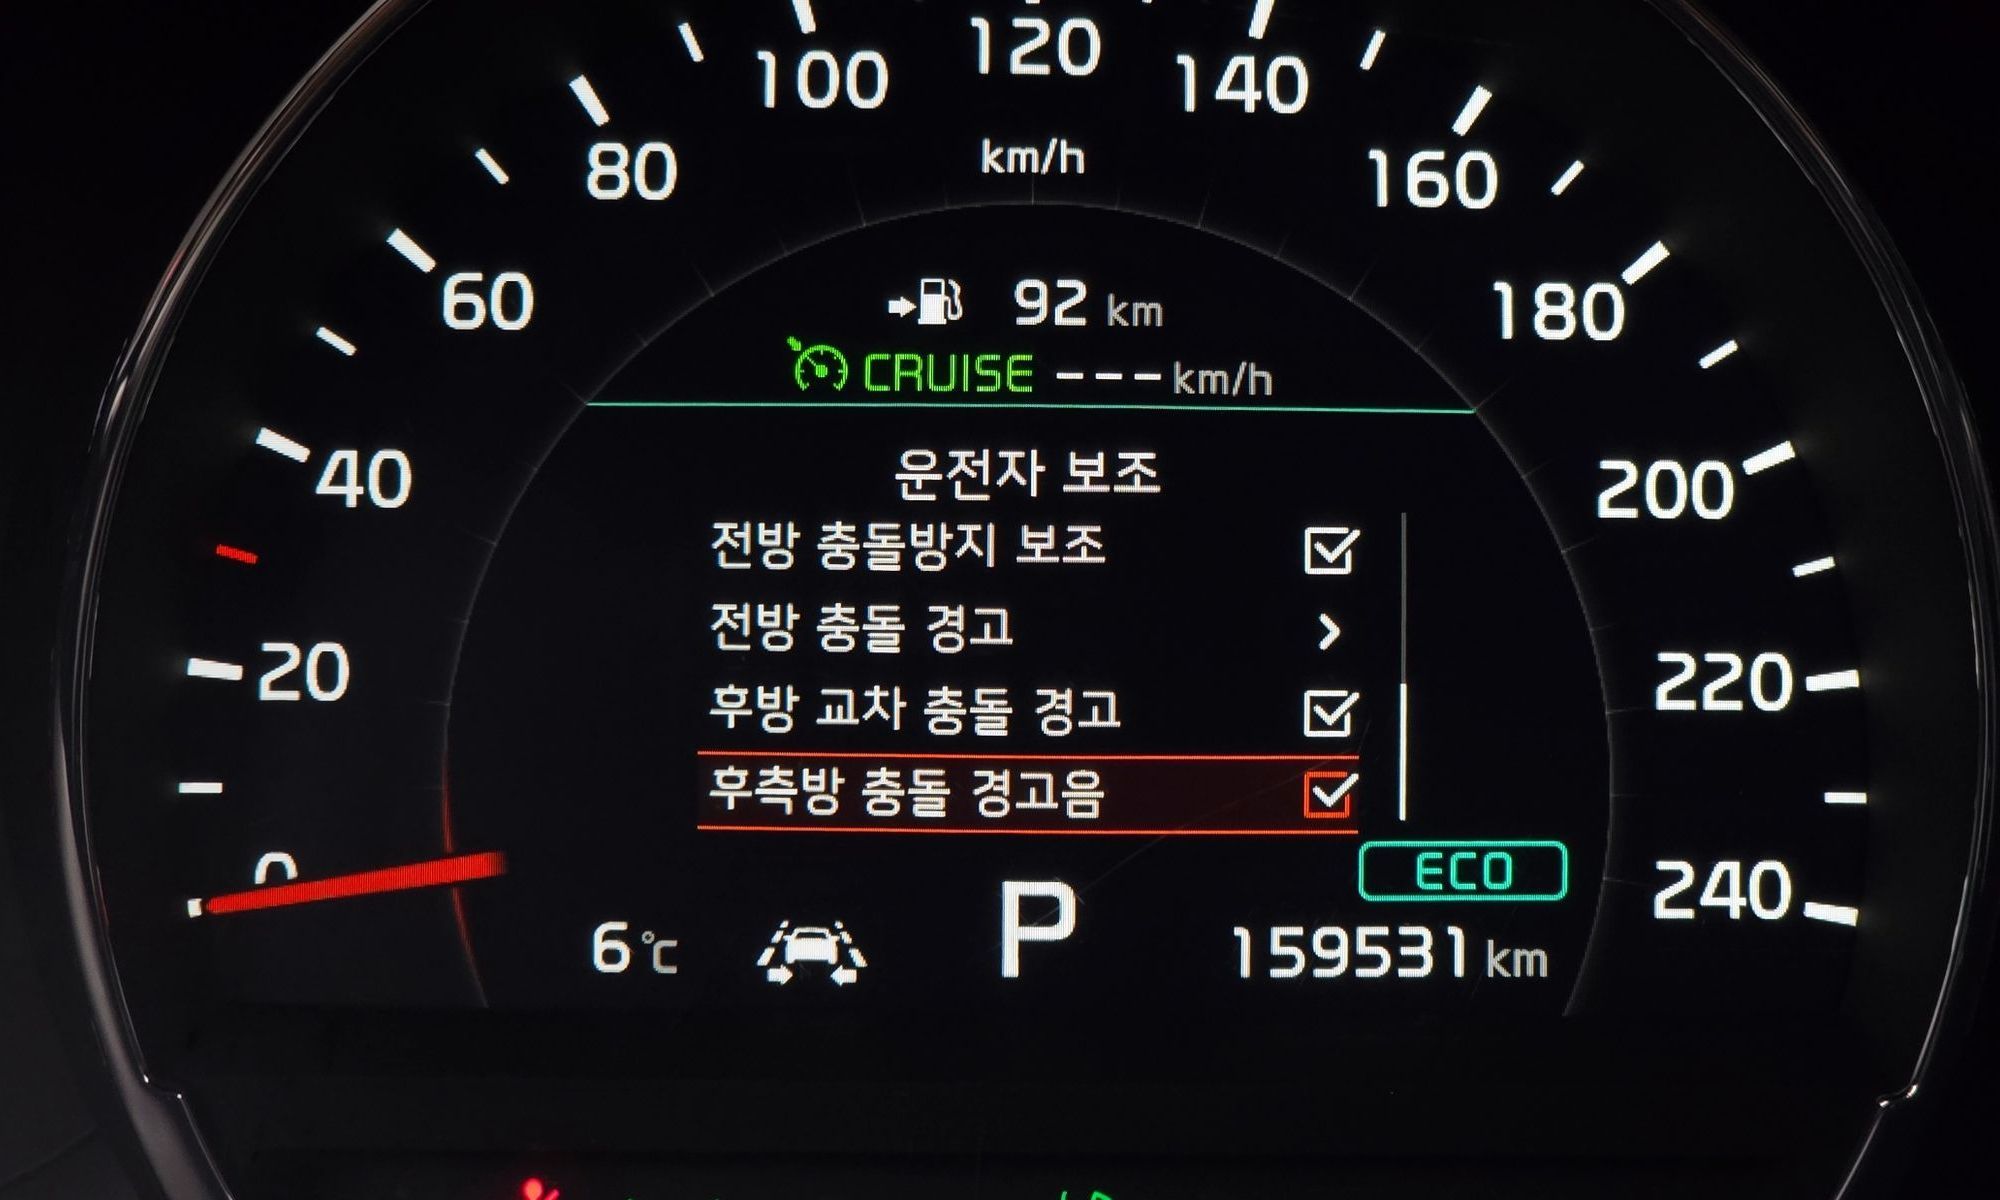 120
100
140
80
km/h
160
60
92 km
180
CRUISE ---km/h
40
운전자 보조
200
전방 충돌방지 보조
전방 충돌 경고
20
220
후방 교차 충돌 경고
후측방 충돌 경고음
0
ECO
240
6℃
P
159531 km